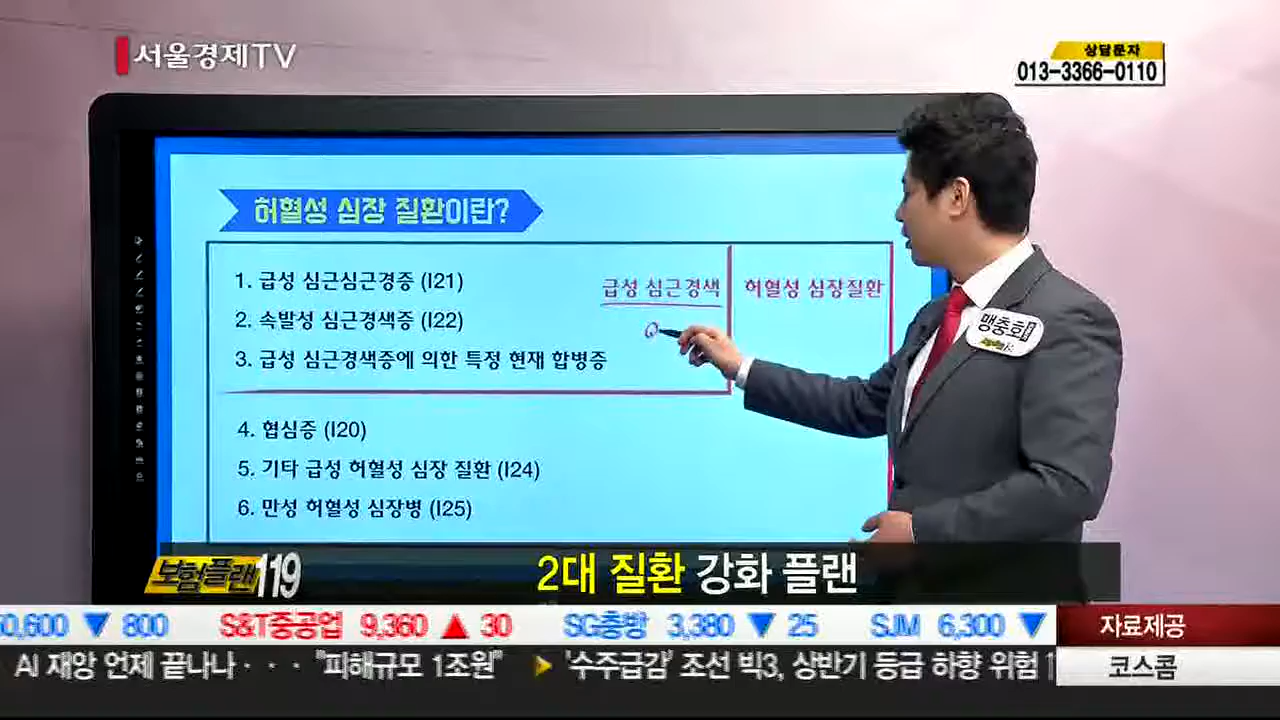 서울경제TV
상담문자
013-3366-0110
허혈성 심장 질환이란?
1. 급성 심근심근경증 (I21)
2. 속발성 심근경색증 (I22)
3. 급성 심근경색증에 의한 특정 현재 합병증
급성 심근경색
허혈성 심장질환
4. 협심증 (I20)
5. 기타 급성 허혈성 심장 질환 (I24)
6. 만성 허혈성 심장병 (I25)
맹충호
보험플랜119
2대 질환 강화 플랜
800 S&T중공업 9,360 ▲ 30 SG충방 3,380 ▼ 25 SJM 6,300 ▼
자료제공
AI 재앙 언제 끝나나··· "피해규모 1조원" ▶ '수주급감' 조선 빅3, 상반기 등급 하향 위험
코스콤